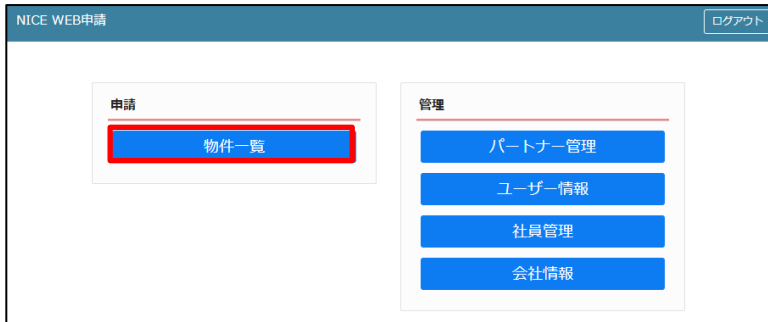 NICE WEB申請
ログアウト
申請
物件一覧
管理
パートナー管理
ユーザー情報
社員管理
会社情報